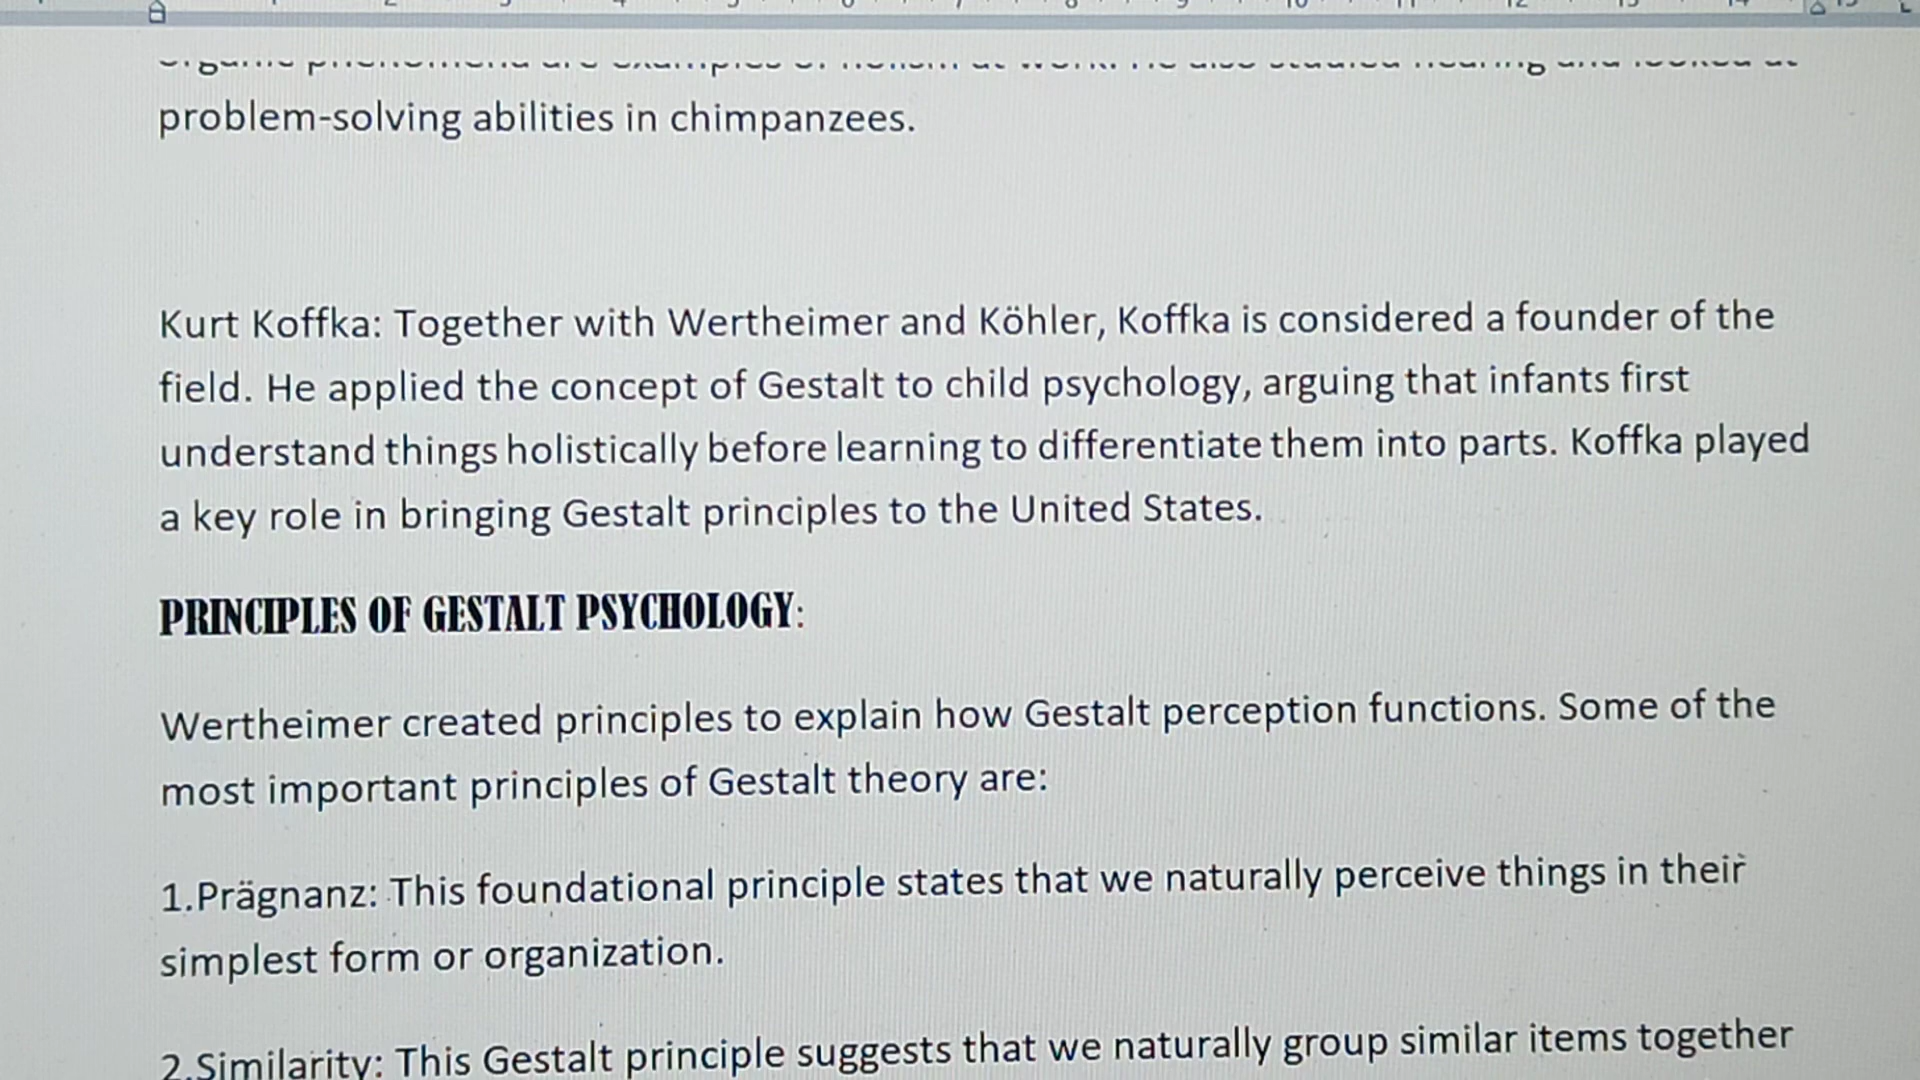 problem-solving abilities in chimpanzees.
Kurt Koffka: Together with Wertheimer and Köhler, Koffka is considered a founder of the
field. He applied the concept of Gestalt to child psychology, arguing that infants first
understand things holistically before learning to differentiate them into parts. Koffka played
a key role in bringing Gestalt principles to the United States.
PRINCIPLES OF GESTALT PSYCHOLOGY:
Wertheimer created principles to explain how Gestalt perception functions. Some of the
most important principles of Gestalt theory are:
1.Prägnanz: This foundational principle states that we naturally perceive things in their
simplest form or organization.
2.Similarity: This Gestalt principle suggests that we naturally group similar items together